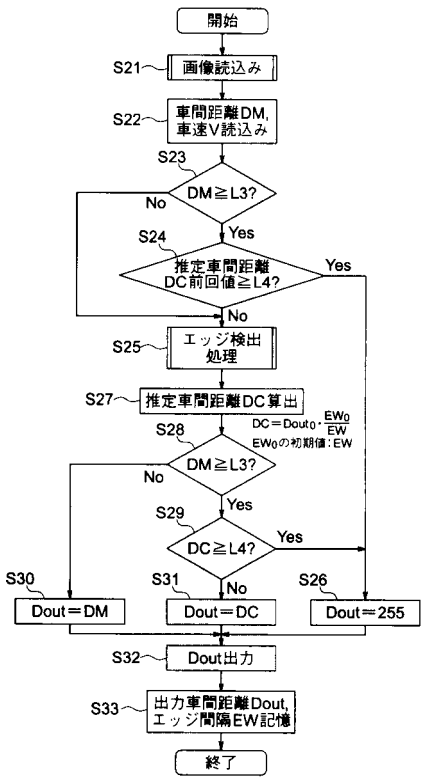 開始
S21
画像読込み
S22
車間距離DM,
車速V読込み
S23
DM≧L3?
No
Yes
S24
推定車間距離
DC前回値≧L4?
Yes
No
S25
エッジ検出
処理
S27
推定車間距離DC算出
DC=Dout₀・EW₀/EW
EW₀の初期値:EW
S28
DM≧L3?
No
Yes
S29
DC≧L4?
Yes
No
S30
Dout=DM
S31
Dout=DC
S26
Dout=255
S32
Dout出力
S33
出力車間距離Dout,
エッジ間隔EW記憶
終了